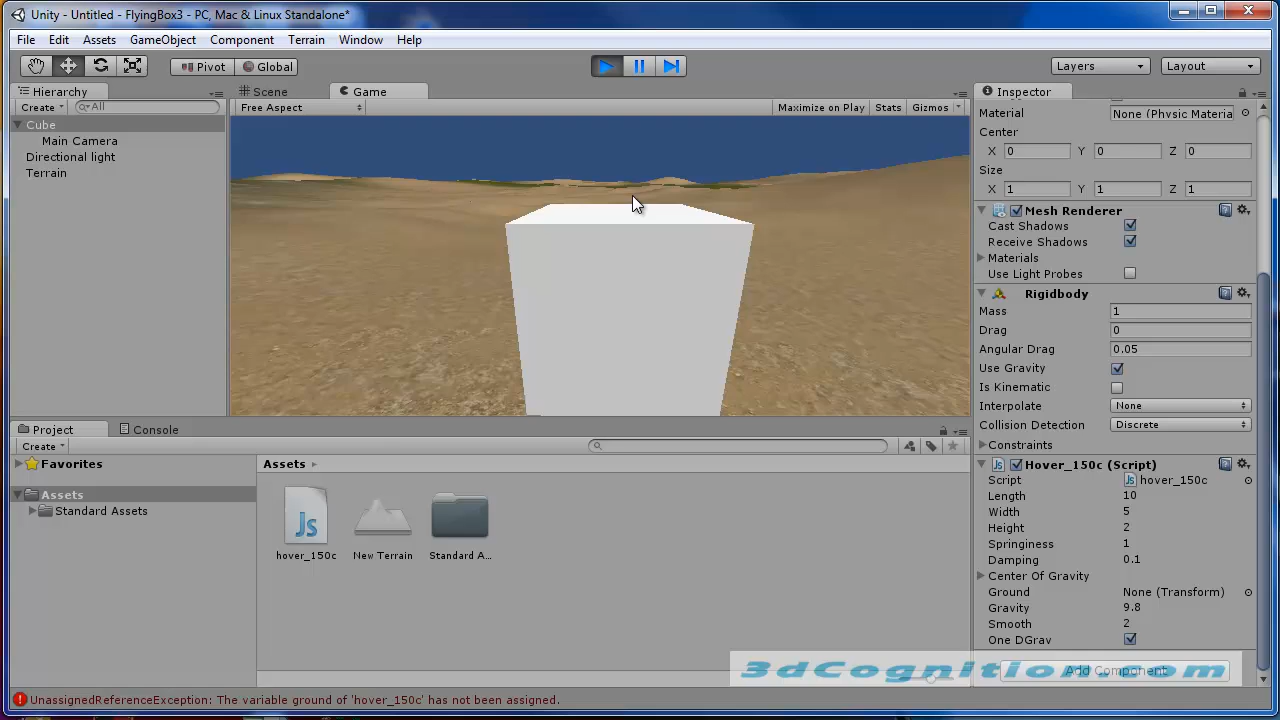 Unity - Untitled - FlyingBox3 - PC, Mac & Linux Standalone*
File Edit Assets GameObject Component Terrain Window Help
Pivot Global Layers Layout
Hierarchy
Create All
Cube
Main Camera
Directional light
Terrain
Scene Game
Free Aspect Maximize on Play Stats Gizmos
Inspector
Material None (Physic Materia
Center
X 0 Y 0 Z 0
Size
X 1 Y 1 Z 1
Mesh Renderer
Cast Shadows
Receive Shadows
Materials
Use Light Probes
Rigidbody
Mass 1
Drag 0
Angular Drag 0.05
Use Gravity
Is Kinematic
Interpolate None
Collision Detection Discrete
Constraints
Js Hover_150c (Script)
Script Js hover_150c
Length 10
Width 5
Height 2
Springiness 1
Damping 0.1
Center Of Gravity
Ground None (Transform)
Gravity 9.8
Smooth 2
One DGrav
Add Component
3dCognition.com
Project Console
Create
Favorites
Assets
Standard Assets
Assets
Js
hover_150c New Terrain Standard A...
UnassignedReferenceException: The variable ground of 'hover_150c' has not been assigned.